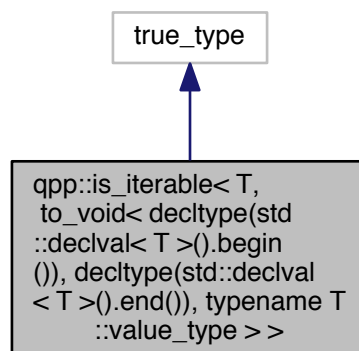 true_type
qpp::is_iterable< T,
to_void< decltype(std
::declval< T >().begin
()), decltype(std::declval
< T >().end()), typename T
::value_type > >